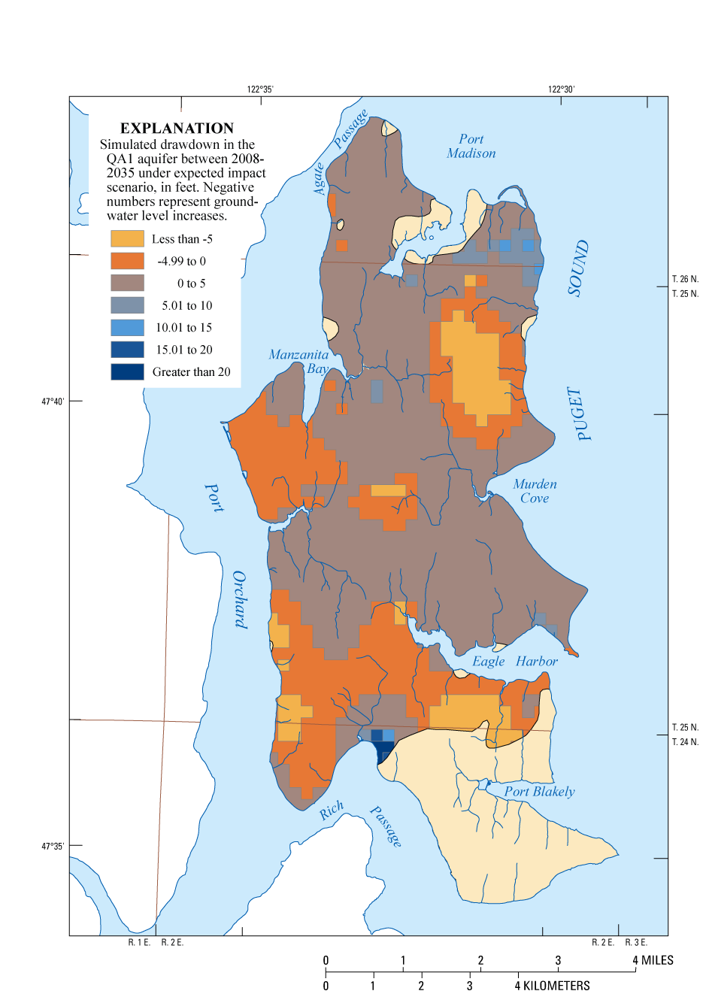 122°35'
122°30'
EXPLANATION
Simulated drawdown in the
QA1 aquifer between 2008-
2035 under expected impact
scenario, in feet. Negative
numbers represent ground-
water level increases.
Less than -5
-4.99 to 0
0 to 5
5.01 to 10
10.01 to 15
15.01 to 20
Greater than 20
Agate
Passage
Port
Madison
PUGET
SOUND
T. 26 N.
T. 25 N.
Manzanita
Bay
47°40'
Murden
Cove
Port
Orchard
Eagle Harbor
T. 25 N.
T. 24 N.
Port Blakely
Rich
Passage
47°35'
R. 1 E.
R. 2 E.
R. 2 E.
R. 3 E.
0 1 2 3 4 MILES
0 1 2 3 4 KILOMETERS